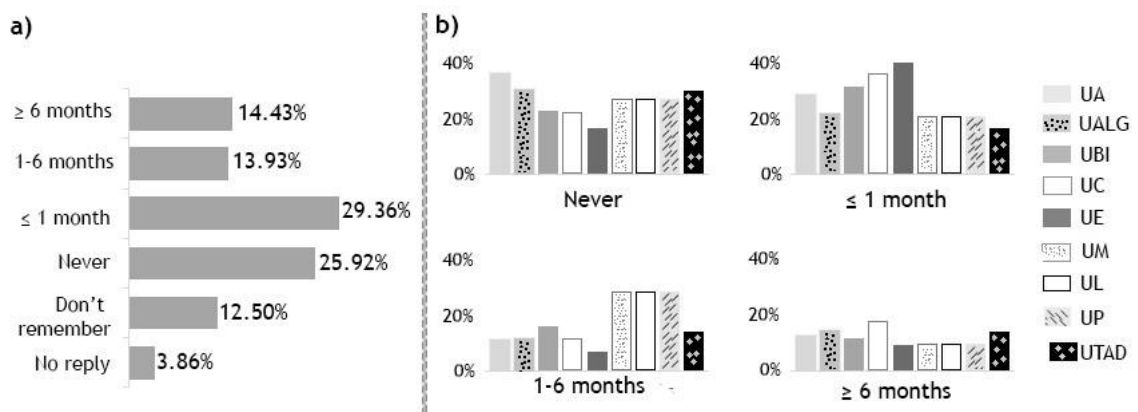 a)
≥ 6 months
14.43%
1-6 months
13.93%
≤ 1 month
29.36%
Never
25.92%
Don't
remember
12.50%
No reply
3.86%
b)
40%
20%
0%
Never
40%
20%
0%
≤ 1 month
40%
20%
0%
1-6 months
40%
20%
0%
≥ 6 months
UA
UALG
UBI
UC
UE
UM
UL
UP
UTAD